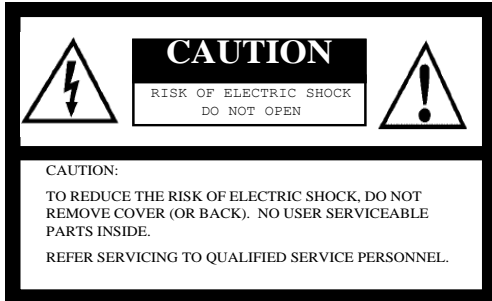 CAUTION
RISK OF ELECTRIC SHOCK
DO NOT OPEN
CAUTION:
TO REDUCE THE RISK OF ELECTRIC SHOCK, DO NOT
REMOVE COVER (OR BACK).  NO USER SERVICEABLE
PARTS INSIDE.
REFER SERVICING TO QUALIFIED SERVICE PERSONNEL.